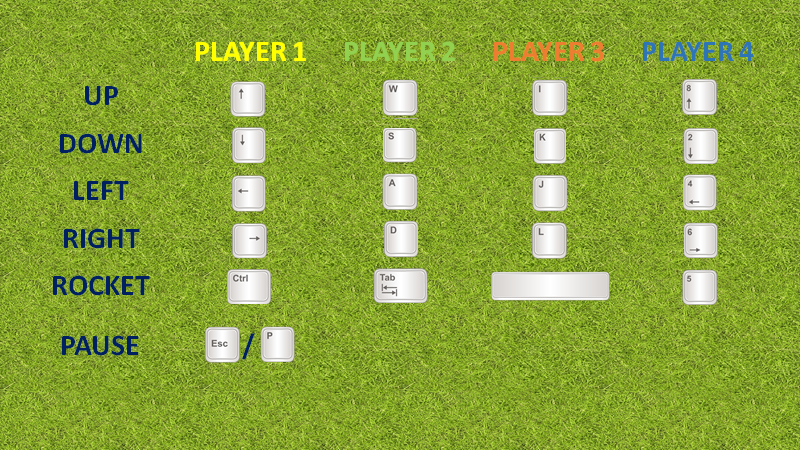 PLAYER 1 PLAYER 2 PLAYER 3 PLAYER 4
UP ↑ W I 8 ↑
DOWN ↓ S K 2 ↓
LEFT ← A J 4 ←
RIGHT → D L 6 →
ROCKET Ctrl Tab 5
PAUSE Esc / P